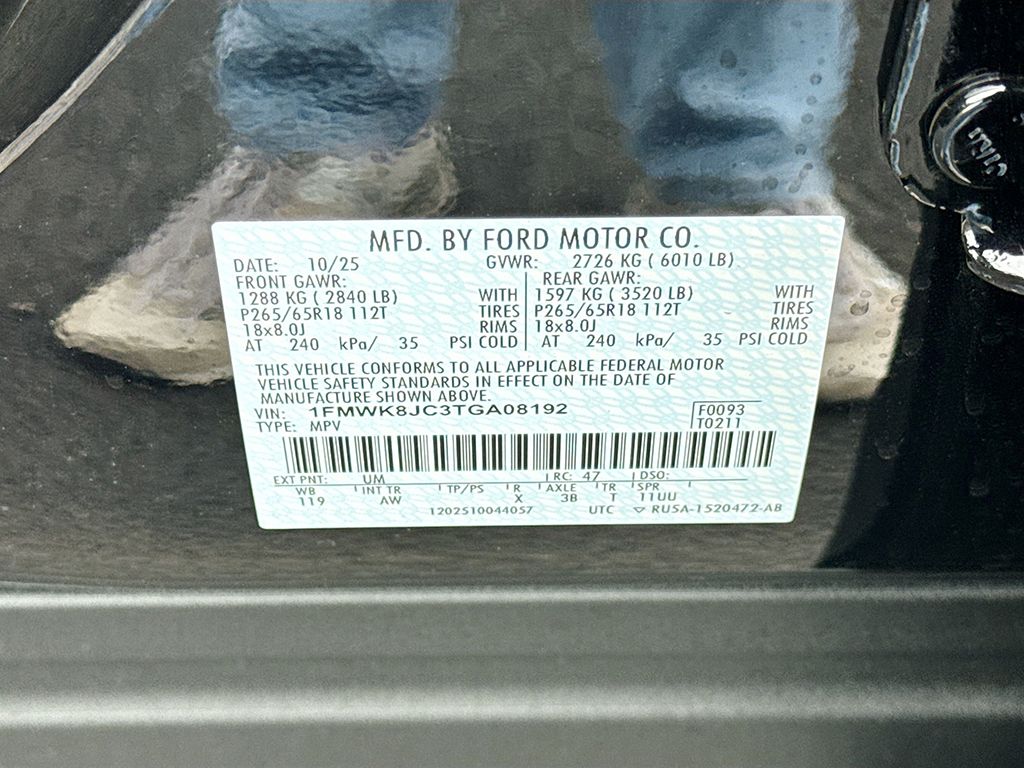 MFD. BY FORD MOTOR CO.
DATE: 10/25 GVWR: 2726 KG ( 6010 LB)
FRONT GAWR: REAR GAWR:
1288 KG ( 2840 LB) WITH 1597 KG ( 3520 LB) WITH
P265/65R18 112T TIRES P265/65R18 112T TIRES
18x8.0J RIMS 18x8.0J RIMS
AT 240 kPa/ 35 PSI COLD AT 240 kPa/ 35 PSI COLD
THIS VEHICLE CONFORMS TO ALL APPLICABLE FEDERAL MOTOR
VEHICLE SAFETY STANDARDS IN EFFECT ON THE DATE OF
MANUFACTURE SHOWN ABOVE.
VIN: 1FMWK8JC3TGA08192 F0093
TYPE: MPV T0211
EXT PNT: UM RC: 47 DSO:
WB INT TR TP/PS R AXLE TR SPR
119 AW X 3B T 11UU
1202510044057 UTC ▽ RU5A-1520472-AB